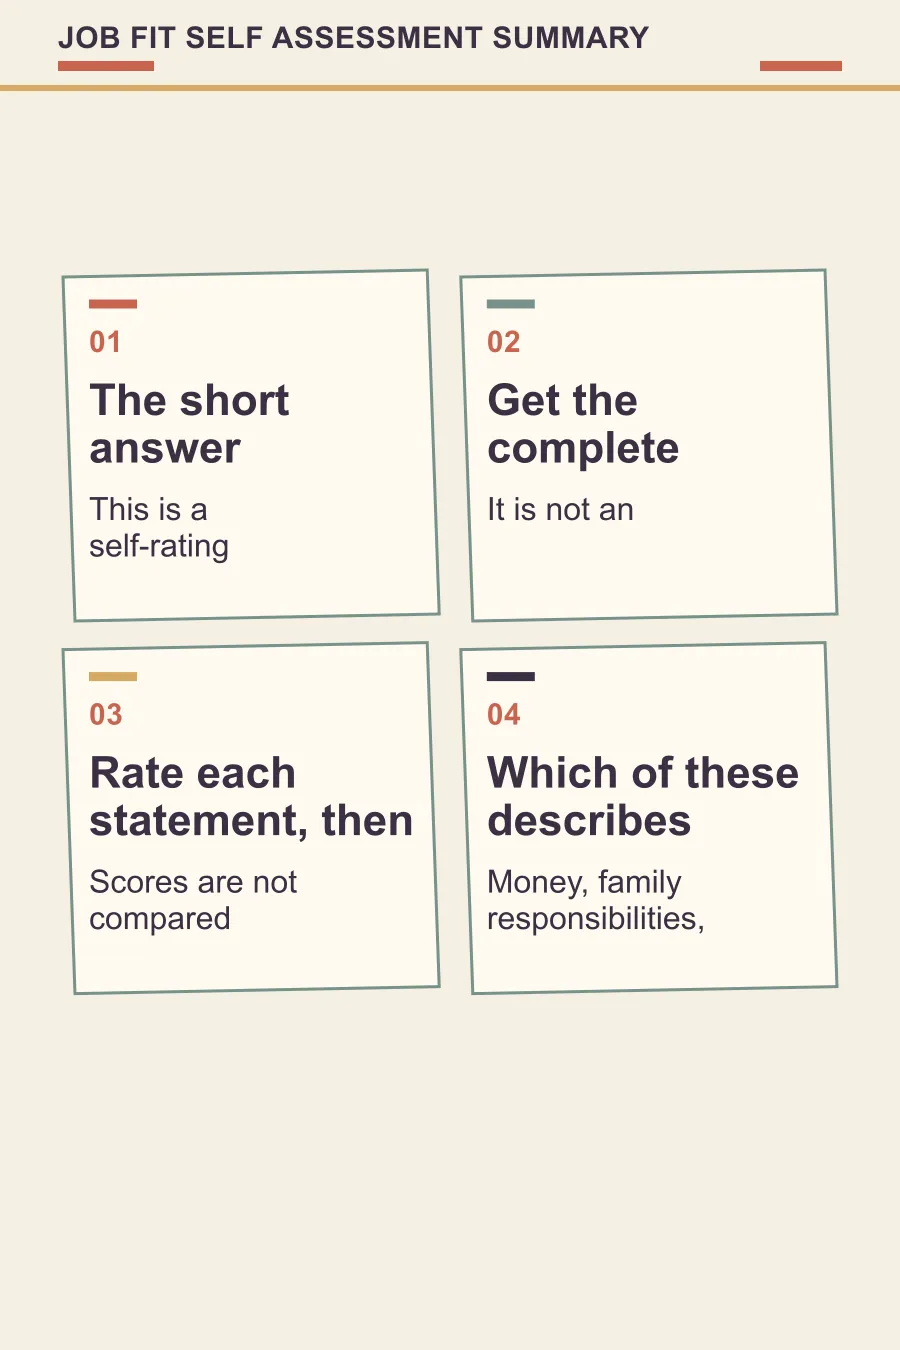 JOB FIT SELF ASSESSMENT SUMMARY
01
The short
answer
This is a
self-rating
02
Get the
complete
It is not an
03
Rate each
statement, then
Scores are not
compared
04
Which of these
describes
Money, family
responsibilities,